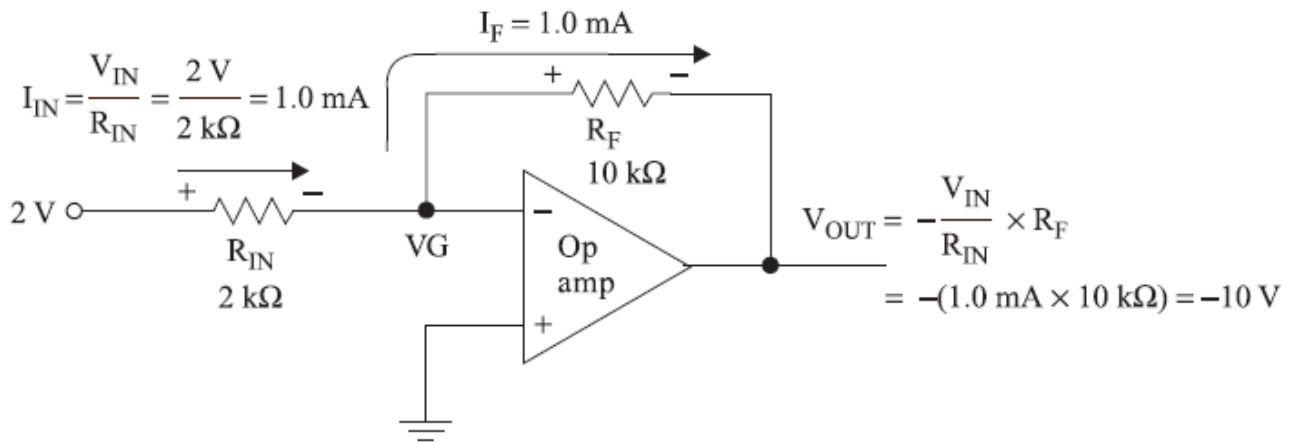 I_F = 1.0 mA
I_IN = V_IN / R_IN = 2 V / 2 kΩ = 1.0 mA
+ −
R_F
10 kΩ
+ −
2 V
R_IN
2 kΩ
VG
−
Op
amp
+
V_OUT = − V_IN / R_IN × R_F
= −(1.0 mA × 10 kΩ) = −10 V